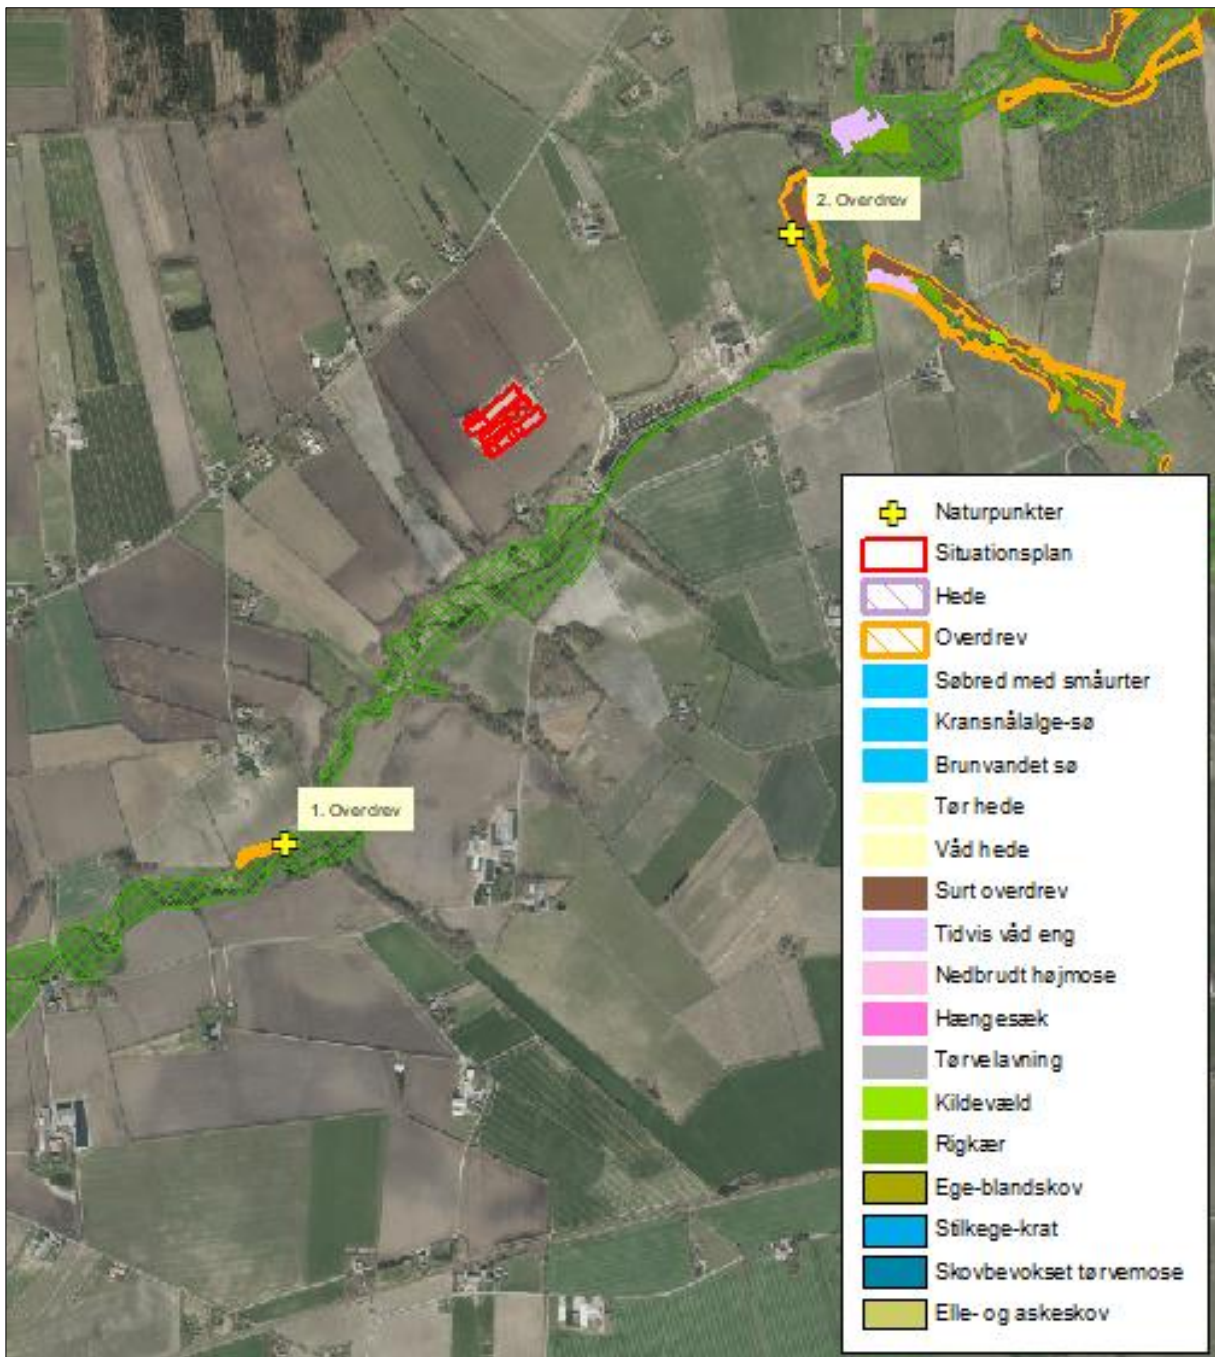 2. Overdrev
1. Overdrev
Naturpunkter
Situationsplan
Hede
Overdrev
Søbred med småurter
Kransnålalge-sø
Brunvandet sø
Tør hede
Våd hede
Surt overdrev
Tidvis våd eng
Nedbrudt højmose
Hængesæk
Tørvelavning
Kildevæld
Rigkær
Ege-blandskov
Stilkege-krat
Skovbevokset tørvemose
Elle- og askeskov